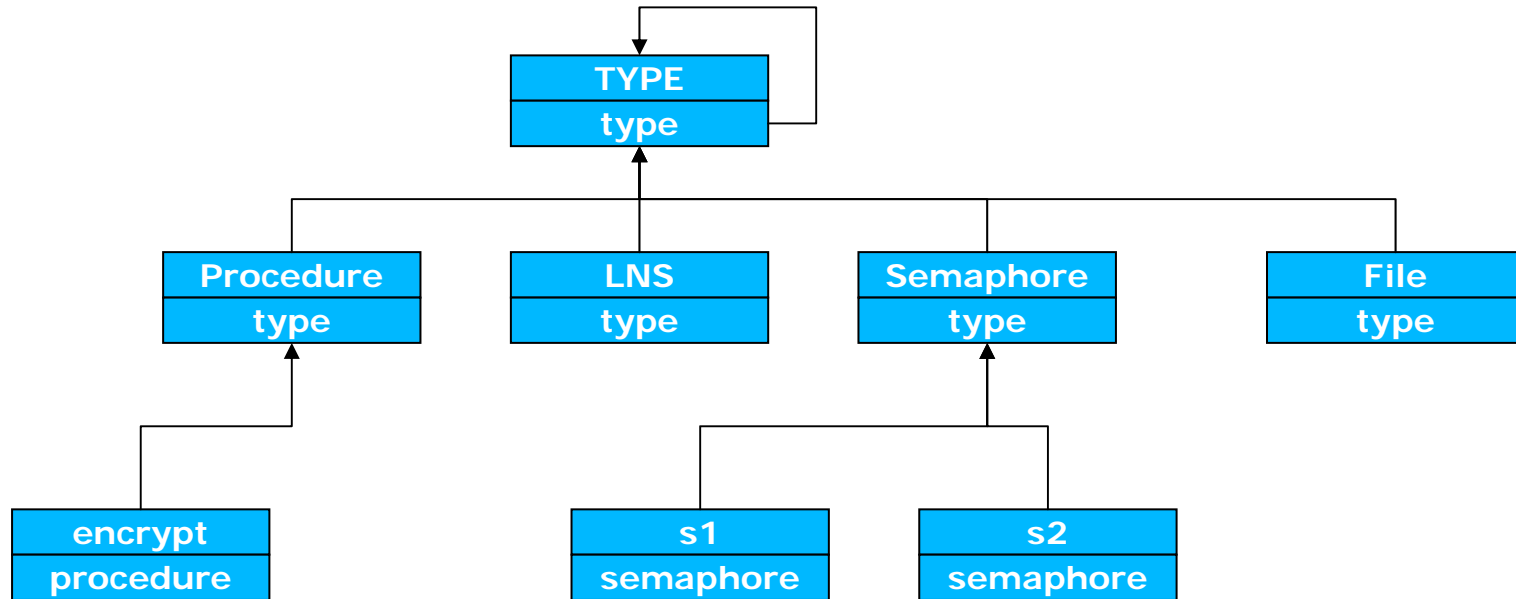 TYPE
type
Procedure
type
LNS
type
Semaphore
type
File
type
encrypt
procedure
s1
semaphore
s2
semaphore